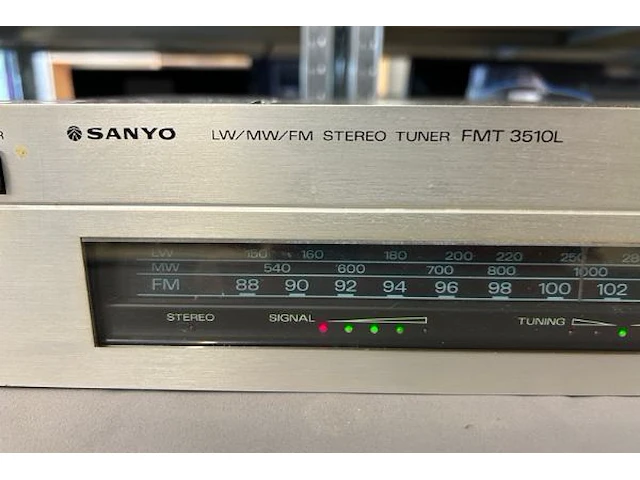 R
SANYO LW/MW/FM STEREO TUNER FMT 3510L
LW 150 160 180 200 220 250 28
MW 540 600 700 800 1000
FM 88 90 92 94 96 98 100 102
STEREO SIGNAL TUNING